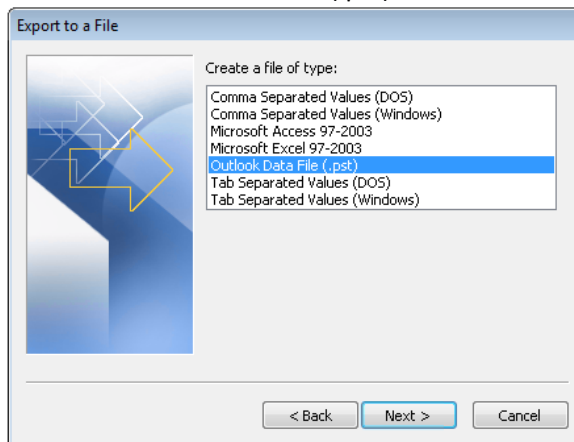 Export to a File
Create a file of type:
Comma Separated Values (DOS)
Comma Separated Values (Windows)
Microsoft Access 97-2003
Microsoft Excel 97-2003
Outlook Data File (.pst)
Tab Separated Values (DOS)
Tab Separated Values (Windows)
< Back Next > Cancel